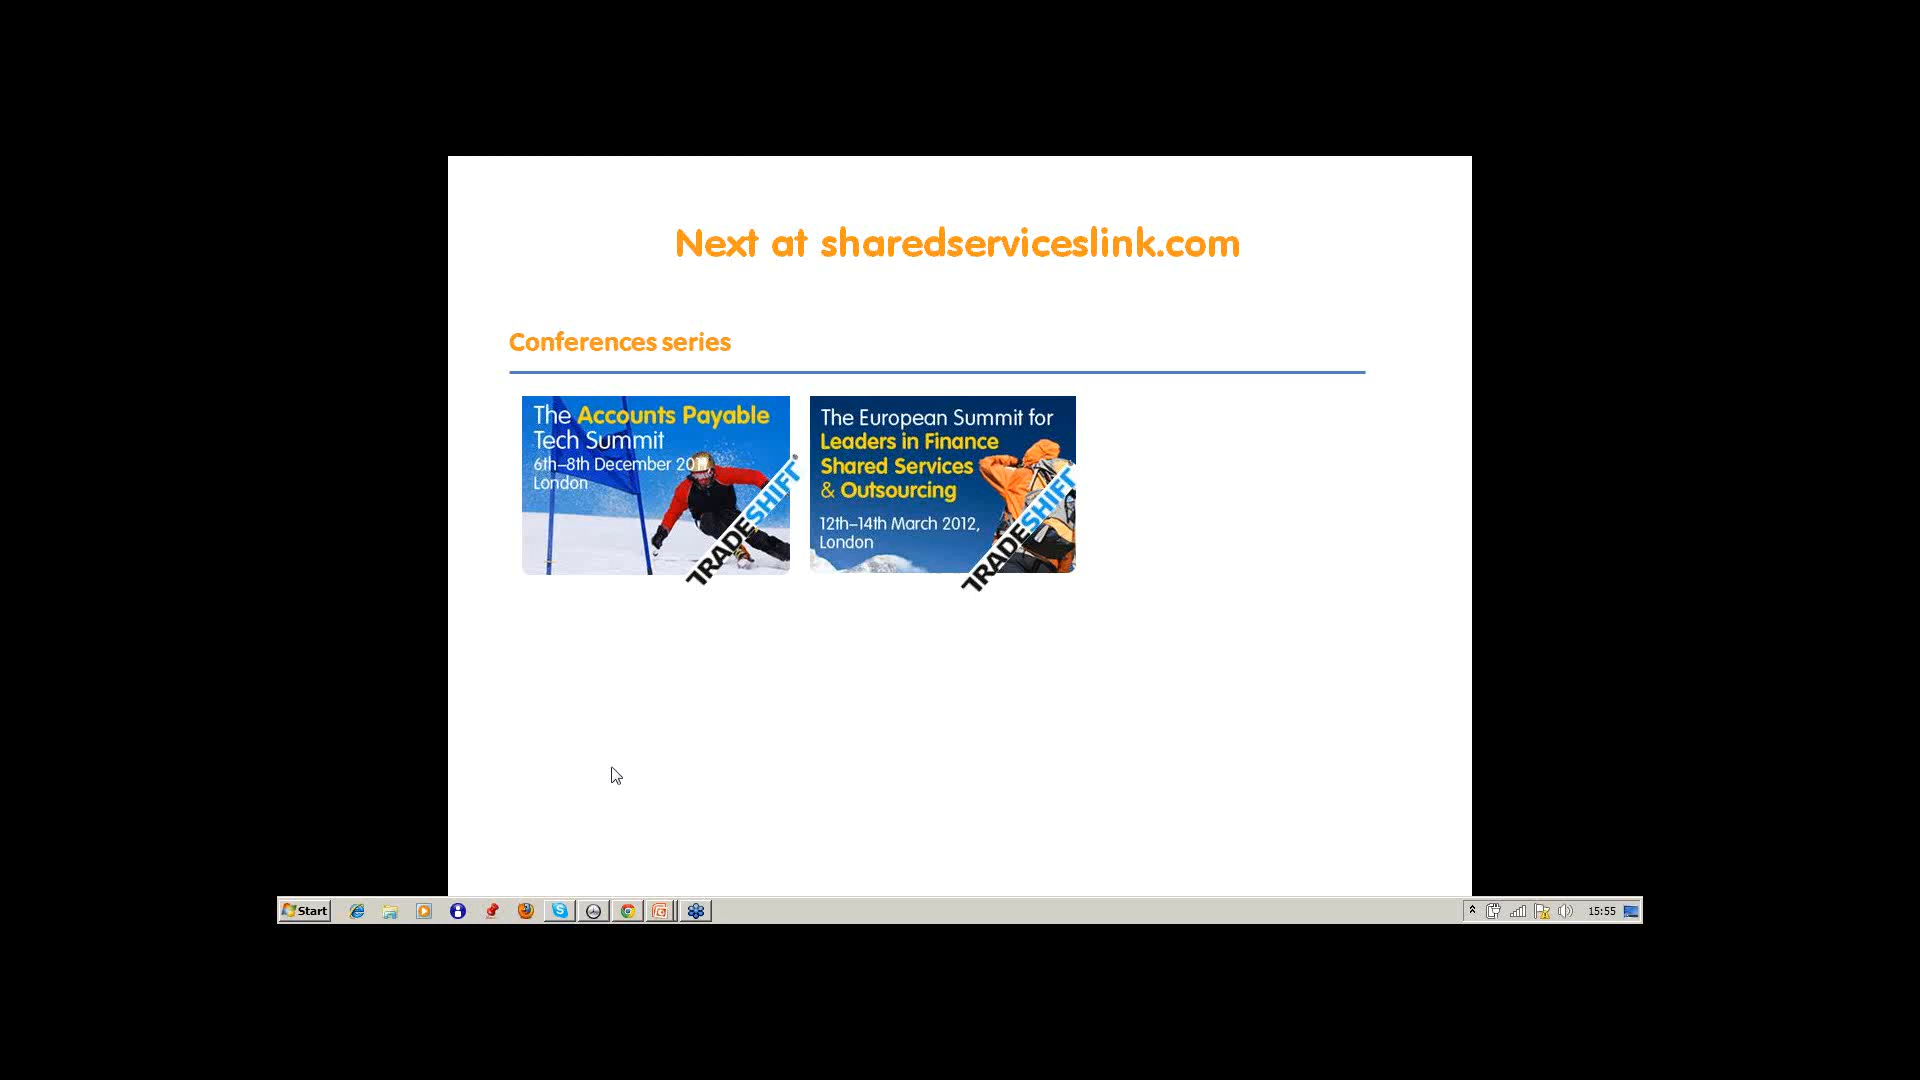 Next at sharedserviceslink.com
Conferences series
The Accounts Payable
Tech Summit
6th–8th December
London
TRADESHIFT
The European Summit for
Leaders in Finance
Shared Services
& Outsourcing
12th–14th March 2012,
London
TRADESHIFT
Start
15:55